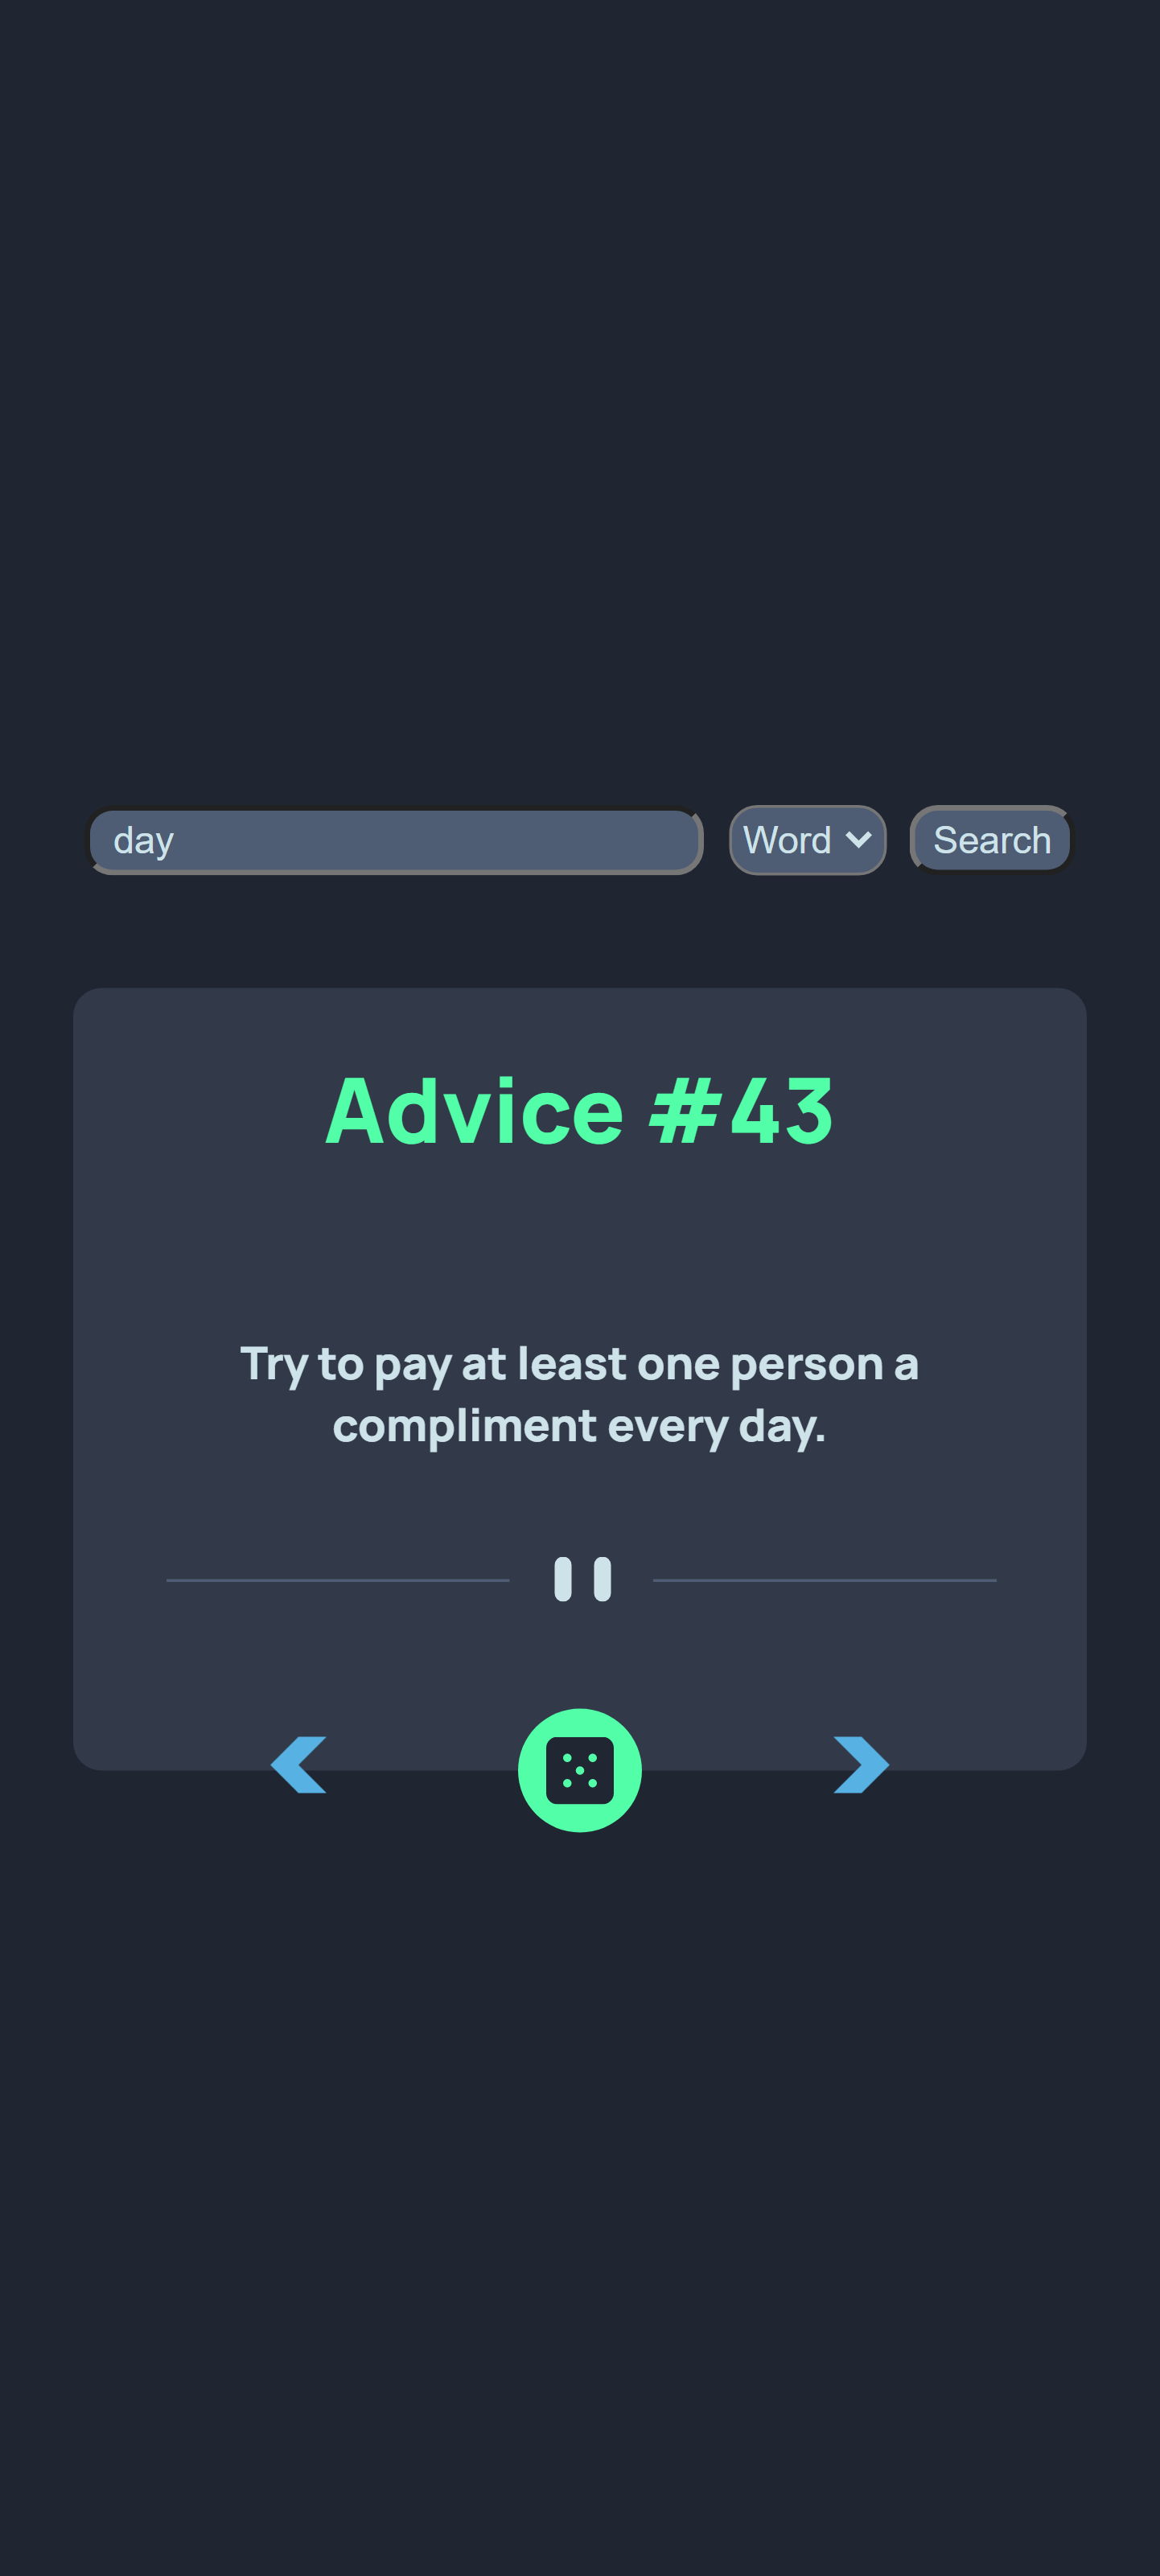 day
Word
Search
Advice #43
Try to pay at least one person a
compliment every day.